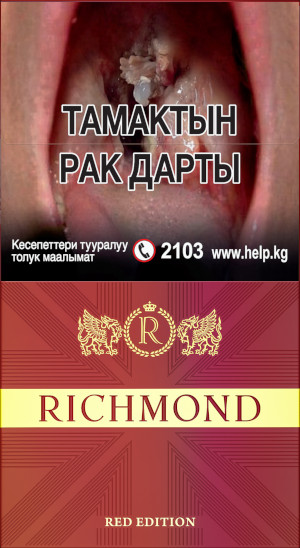 ТАМАКТЫН
РАК ДАРТЫ
Кесепеттери тууралуу
толук маалымат
2103 www.help.kg
R
RICHMOND
RED EDITION